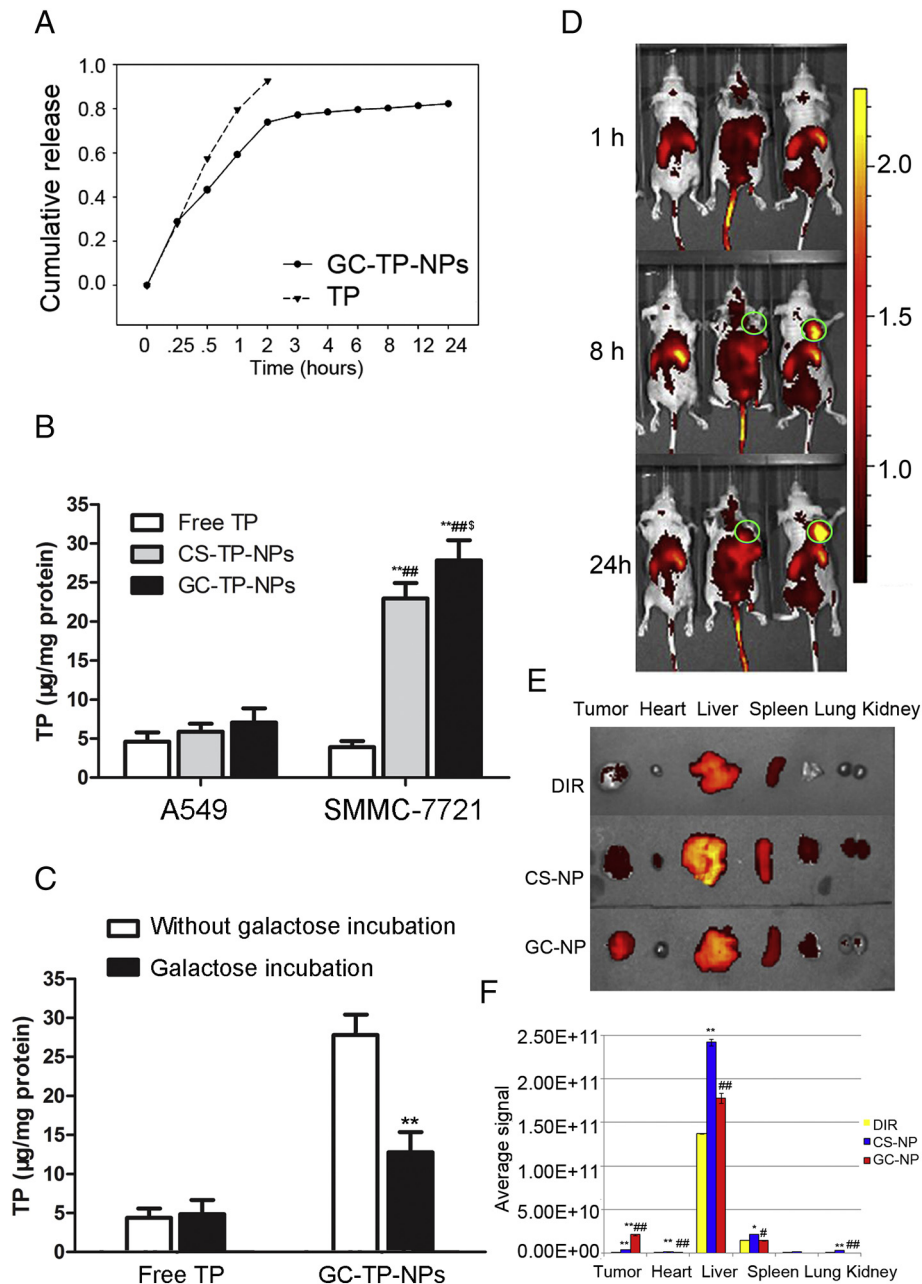 A
1.0
0.8
0.6
0.4
0.2
0.0
Cumulative release
GC-TP-NPs
TP
0 .25 .5 1 2 3 4 6 8 12 24
Time (hours)
B
35
30
25
20
15
10
5
0
TP (µg/mg protein)
Free TP
CS-TP-NPs
GC-TP-NPs
**##
**##$
A549 SMMC-7721
C
Without galactose incubation
Galactose incubation
40
35
30
25
20
15
10
5
0
TP (µg/mg protein)
**
Free TP GC-TP-NPs
D
1 h
8 h
24h
2.0
1.5
1.0
E
Tumor Heart Liver Spleen Lung Kidney
DIR
CS-NP
GC-NP
F
2.50E+11
2.00E+11
1.50E+11
1.00E+11
5.00E+10
0.00E+00
Average signal
** **## ** ## ** ## * # ** ##
DIR
CS-NP
GC-NP
Tumor Heart Liver Spleen Lung Kidney